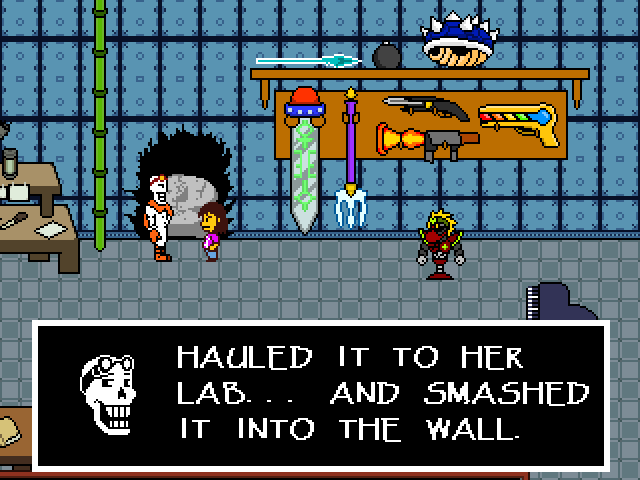 HAULED IT TO HER
LAB... AND SMASHED
IT INTO THE WALL.